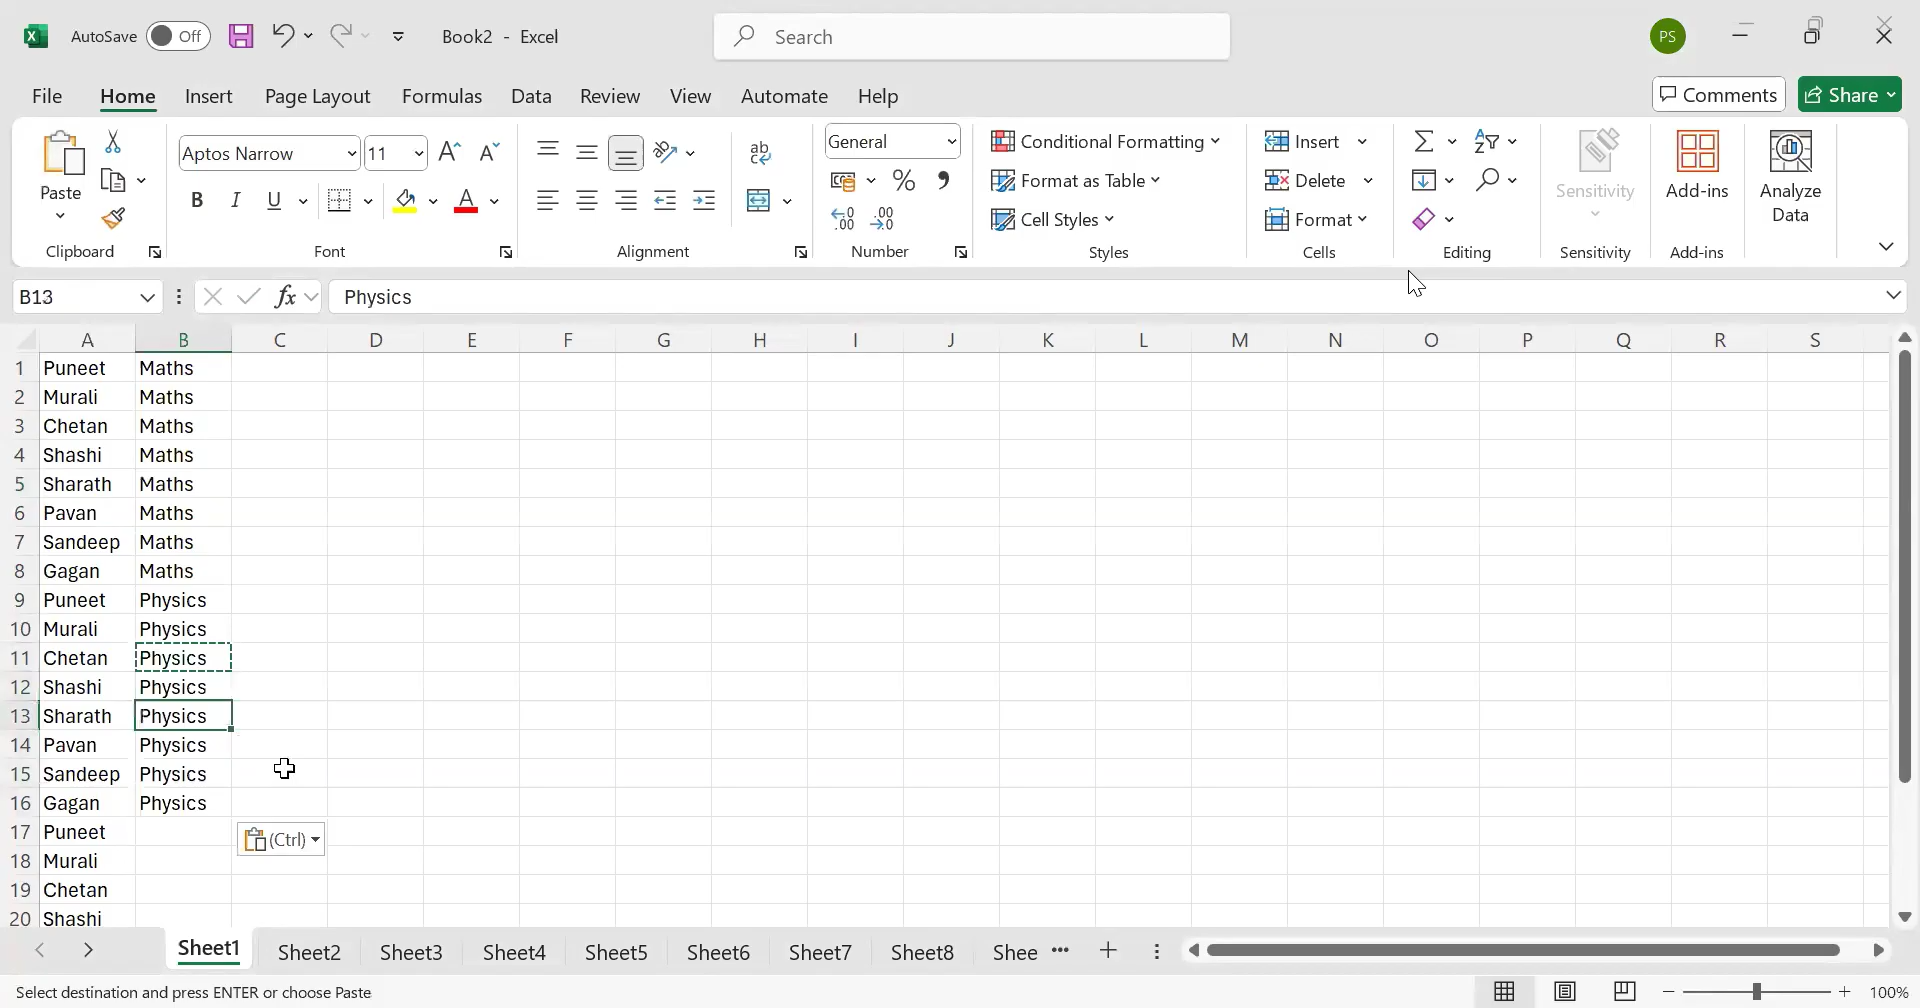 AutoSave Off Book2 - Excel Search PS
File Home Insert Page Layout Formulas Data Review View Automate Help Comments Share
Paste
Clipboard
Aptos Narrow 11
B I U A
Font
ab
Alignment
General
% ,
Number
Conditional Formatting
Format as Table
Cell Styles
Styles
Insert
Delete
Format
Cells
Editing
Sensitivity
Sensitivity
Add-ins
Add-ins
Analyze
Data
B13 fx Physics
A B C D E F G H I J K L M N O P Q R S
1 Puneet Maths
2 Murali Maths
3 Chetan Maths
4 Shashi Maths
5 Sharath Maths
6 Pavan Maths
7 Sandeep Maths
8 Gagan Maths
9 Puneet Physics
10 Murali Physics
11 Chetan Physics
12 Shashi Physics
13 Sharath Physics
14 Pavan Physics
15 Sandeep Physics
16 Gagan Physics
17 Puneet (Ctrl)
18 Murali
19 Chetan
20 Shashi
Sheet1 Sheet2 Sheet3 Sheet4 Sheet5 Sheet6 Sheet7 Sheet8 Shee ...
Select destination and press ENTER or choose Paste 100%